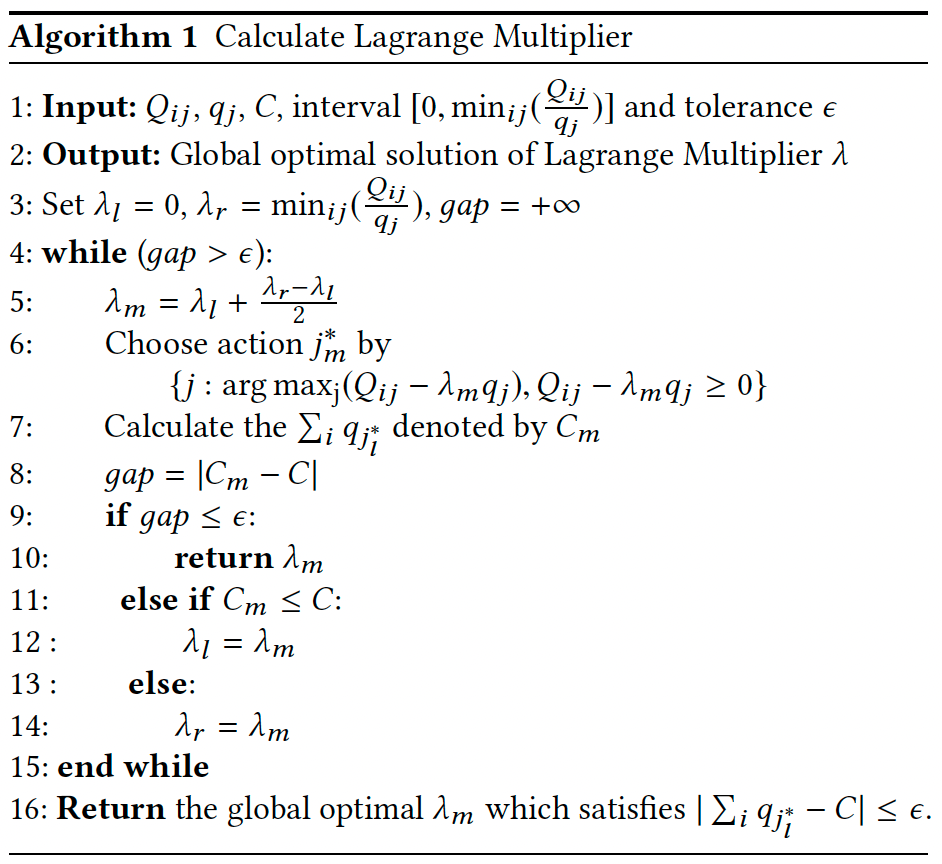 Algorithm 1 Calculate Lagrange Multiplier
1: Input: $Q_{ij}$, $q_j$, $C$, interval $[0, \min_{ij}(\frac{Q_{ij}}{q_j})]$ and tolerance $\epsilon$
2: Output: Global optimal solution of Lagrange Multiplier $\lambda$
3: Set $\lambda_l = 0$, $\lambda_r = \min_{ij}(\frac{Q_{ij}}{q_j})$, $gap = +\infty$
4: while ($gap > \epsilon$):
5: $\lambda_m = \lambda_l + \frac{\lambda_r - \lambda_l}{2}$
6: Choose action $j_m^*$ by
$\{j : \arg\max_j(Q_{ij} - \lambda_m q_j), Q_{ij} - \lambda_m q_j \geq 0\}$
7: Calculate the $\sum_i q_{j_l^*}$ denoted by $C_m$
8: $gap = |C_m - C|$
9: if $gap \leq \epsilon$:
10: return $\lambda_m$
11: else if $C_m \leq C$:
12 : $\lambda_l = \lambda_m$
13 : else:
14: $\lambda_r = \lambda_m$
15: end while
16: Return the global optimal $\lambda_m$ which satisfies $|\sum_i q_{j_l^*} - C| \leq \epsilon$.